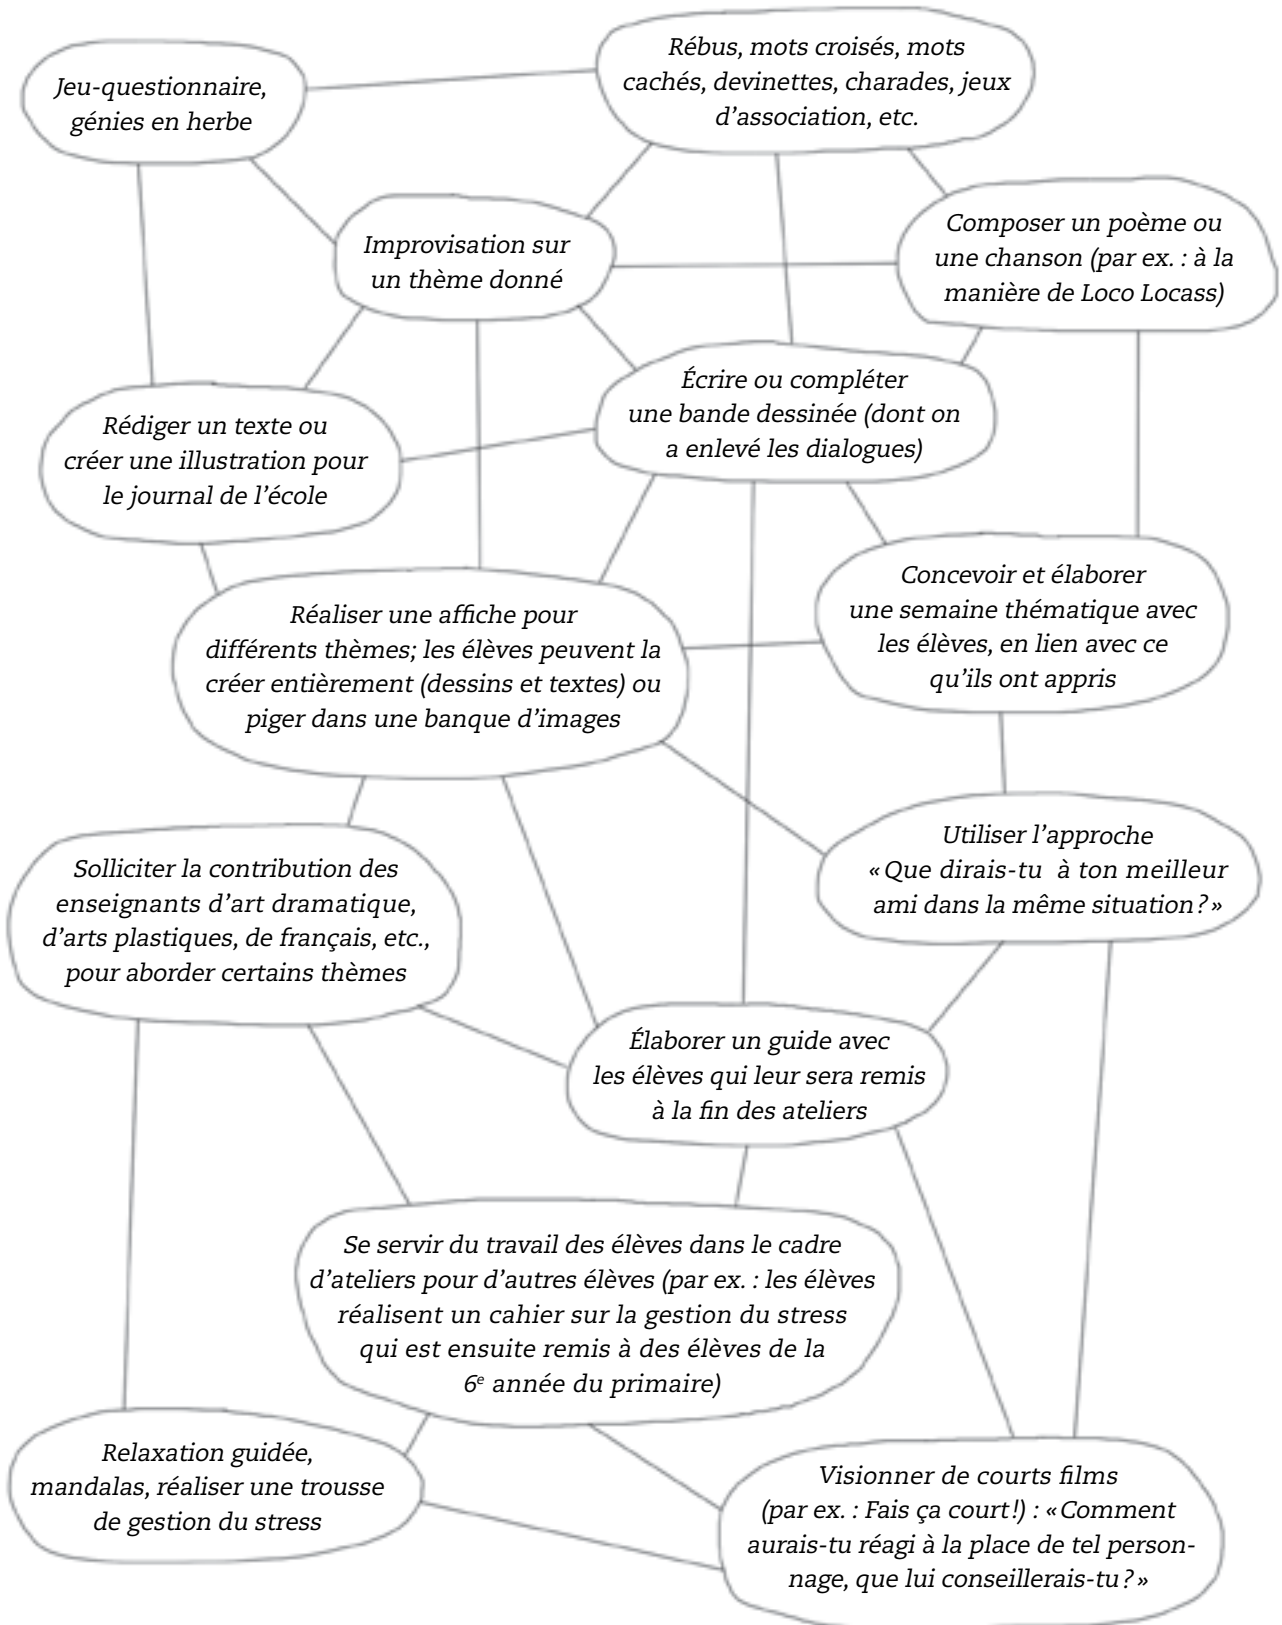 Jeu-questionnaire,
génies en herbe
Rébus, mots croisés, mots
cachés, devinettes, charades, jeux
d’association, etc.
Improvisation sur
un thème donné
Composer un poème ou
une chanson (par ex. : à la
manière de Loco Locass)
Rédiger un texte ou
créer une illustration pour
le journal de l’école
Écrire ou compléter
une bande dessinée (dont on
a enlevé les dialogues)
Réaliser une affiche pour
différents thèmes; les élèves peuvent la
créer entièrement (dessins et textes) ou
piger dans une banque d’images
Concevoir et élaborer
une semaine thématique avec
les élèves, en lien avec ce
qu’ils ont appris
Solliciter la contribution des
enseignants d’art dramatique,
d’arts plastiques, de français, etc.,
pour aborder certains thèmes
Utiliser l’approche
« Que dirais-tu à ton meilleur
ami dans la même situation ? »
Élaborer un guide avec
les élèves qui leur sera remis
à la fin des ateliers
Se servir du travail des élèves dans le cadre
d’ateliers pour d’autres élèves (par ex. : les élèves
réalisent un cahier sur la gestion du stress
qui est ensuite remis à des élèves de la
6e année du primaire)
Relaxation guidée,
mandalas, réaliser une trousse
de gestion du stress
Visionner de courts films
(par ex. : Fais ça court !) : « Comment
aurais-tu réagi à la place de tel person-
nage, que lui conseillerais-tu ? »